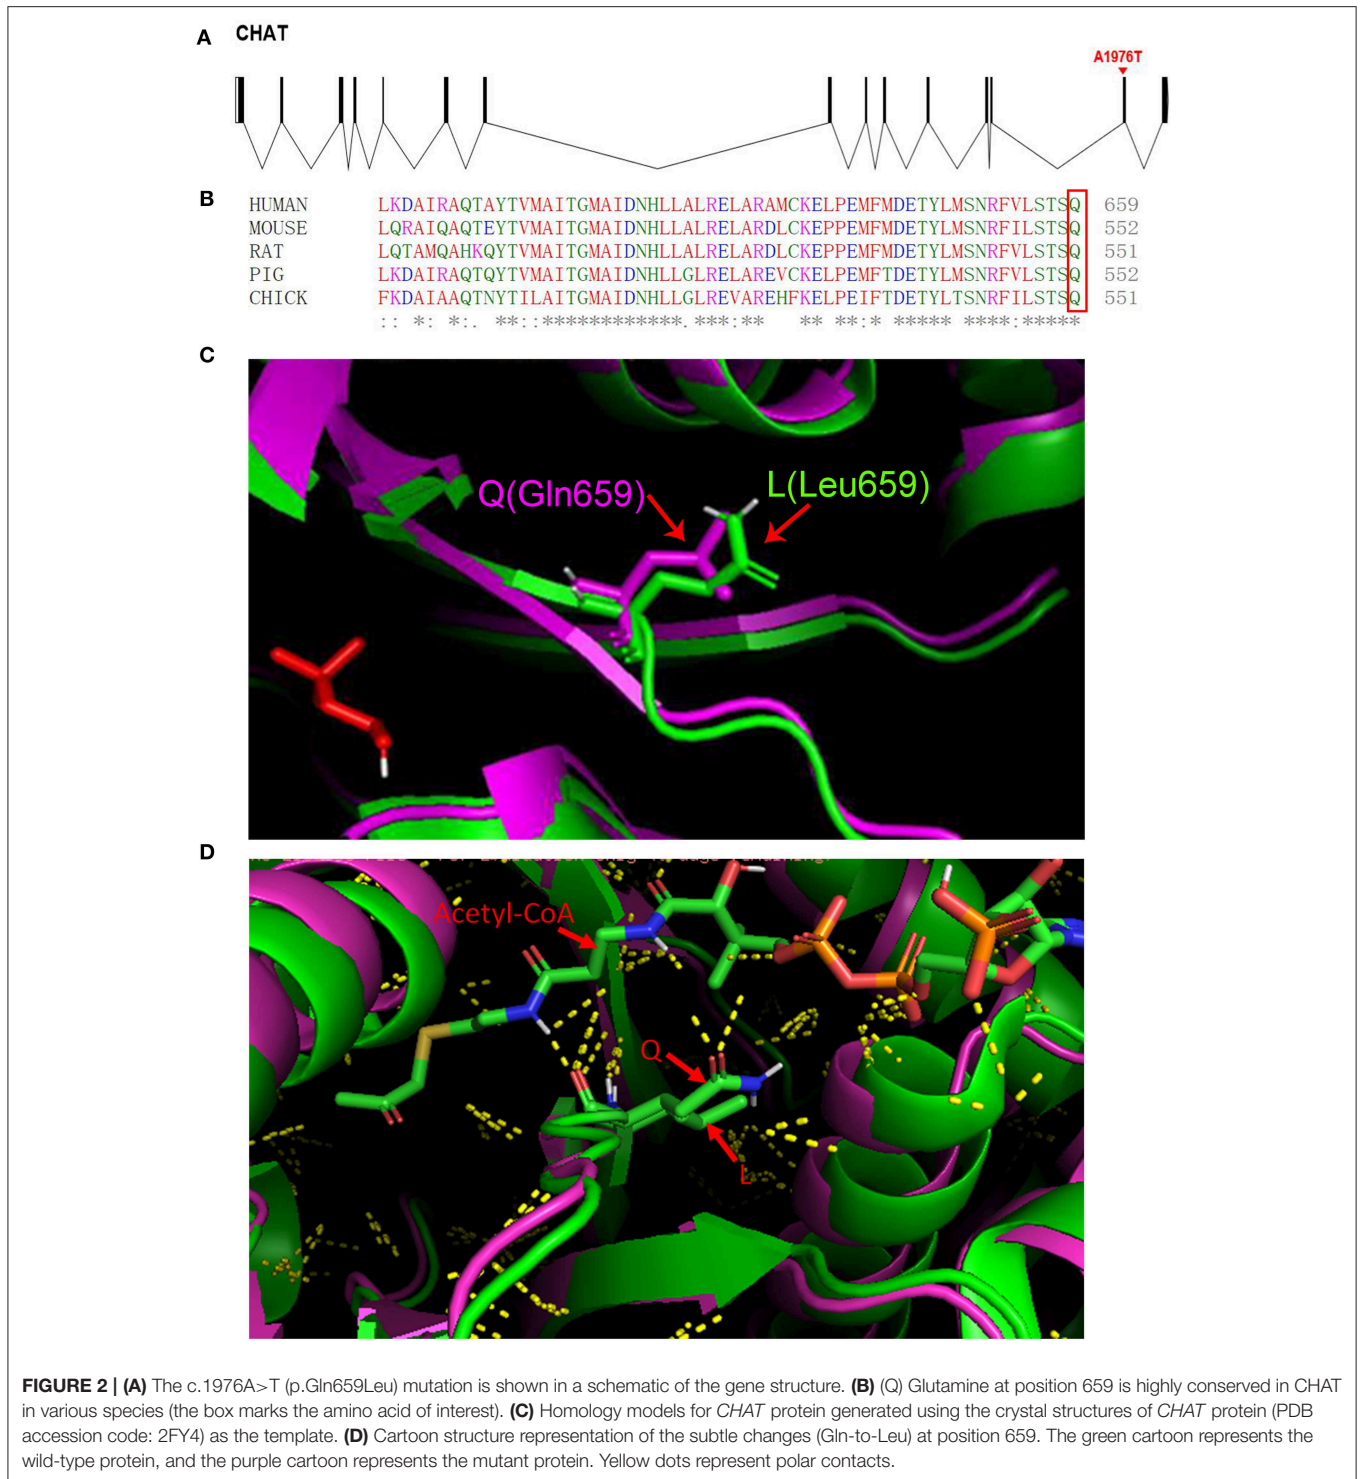 A CHAT
A1976T
B HUMAN LKDAIRAQTAYTVMAITGMAIDNHLLALRELARAMCKELPEMFMDETYLMSNRFVLSTSQ 659
MOUSE LQRAIQAQTEYTVMAITGMAIDNHLLALRELARDLCKEPPEMFMDETYLMSNRFILSTSQ 552
RAT LQTAMQAHKQYTVMAITGMAIDNHLLALRELARDLCKEPPEMFMDETYLMSNRFVLSTSQ 551
PIG LKDAIRAQTQYTVMAITGMAIDNHLLGLRELAREVCKEPPEMFTDETYLMSNRFVLSTSQ 552
CHICK FKDAIAAQTNYTILAITGMAIDNHLLGLREVAREHFKELPEIFTDETYLTSNRFILSTSQ 551
:: *: *:. **::************.***:** ** **:* ***** ****:*****
C
Q(Gln659) L(Leu659)
D
Acetyl-CoA
Q
L
FIGURE 2 | (A) The c.1976A>T (p.Gln659Leu) mutation is shown in a schematic of the gene structure. (B) (Q) Glutamine at position 659 is highly conserved in CHAT
in various species (the box marks the amino acid of interest). (C) Homology models for CHAT protein generated using the crystal structures of CHAT protein (PDB
accession code: 2FY4) as the template. (D) Cartoon structure representation of the subtle changes (Gln-to-Leu) at position 659. The green cartoon represents the
wild-type protein, and the purple cartoon represents the mutant protein. Yellow dots represent polar contacts.